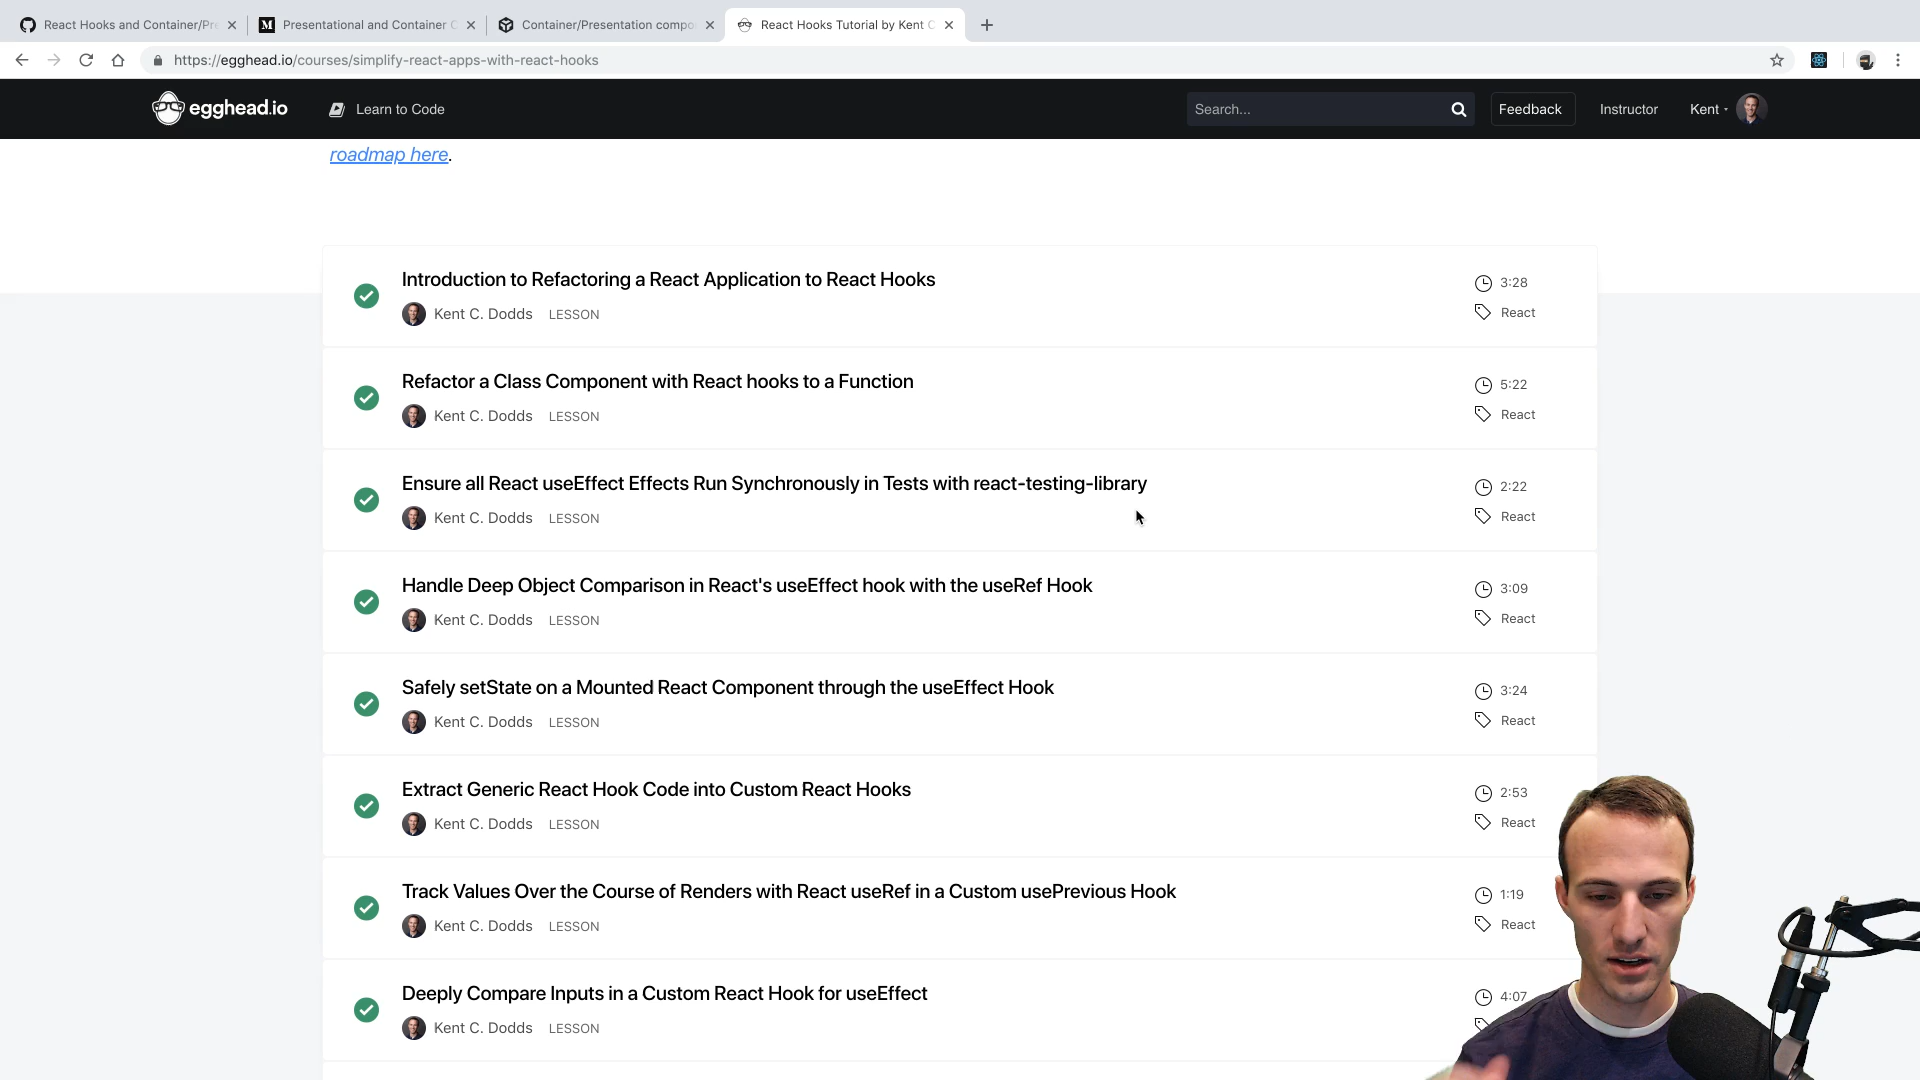 React Hooks and Container/Pre
Presentational and Container C
Container/Presentation compo
React Hooks Tutorial by Kent C
https://egghead.io/courses/simplify-react-apps-with-react-hooks
egghead.io
Learn to Code
Search...
Feedback
Instructor
Kent
roadmap here.
Introduction to Refactoring a React Application to React Hooks
3:28
Kent C. Dodds LESSON
React
Refactor a Class Component with React hooks to a Function
5:22
Kent C. Dodds LESSON
React
Ensure all React useEffect Effects Run Synchronously in Tests with react-testing-library
2:22
Kent C. Dodds LESSON
React
Handle Deep Object Comparison in React's useEffect hook with the useRef Hook
3:09
Kent C. Dodds LESSON
React
Safely setState on a Mounted React Component through the useEffect Hook
3:24
Kent C. Dodds LESSON
React
Extract Generic React Hook Code into Custom React Hooks
2:53
Kent C. Dodds LESSON
React
Track Values Over the Course of Renders with React useRef in a Custom usePrevious Hook
1:19
Kent C. Dodds LESSON
React
Deeply Compare Inputs in a Custom React Hook for useEffect
4:07
Kent C. Dodds LESSON